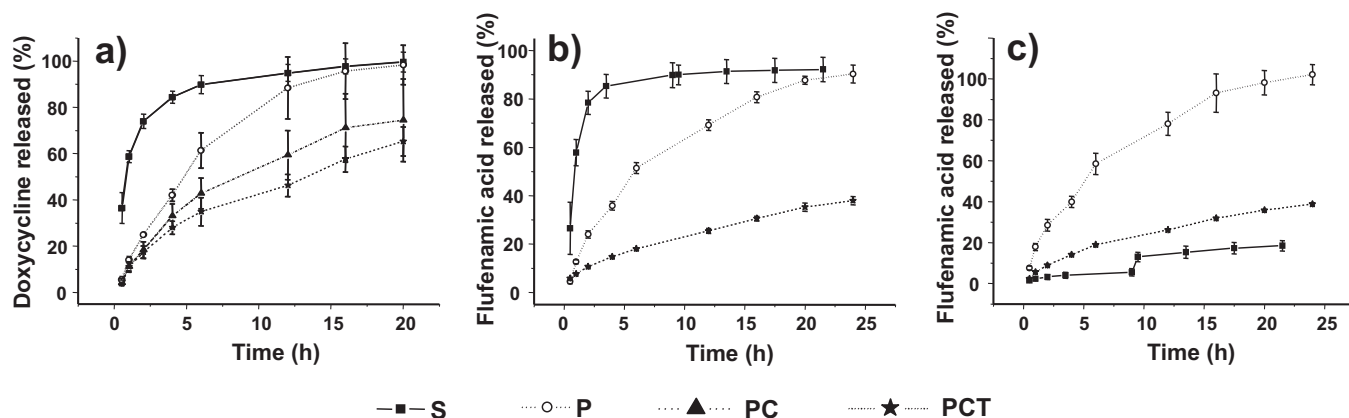 a)
Doxycycline released (%)
100
80
60
40
20
0
0 5 10 15 20
Time (h)
b)
Flufenamic acid released (%)
100
80
60
40
20
0
0 5 10 15 20 25
Time (h)
c)
Flufenamic acid released (%)
100
80
60
40
20
0
0 5 10 15 20 25
Time (h)
S P PC PCT